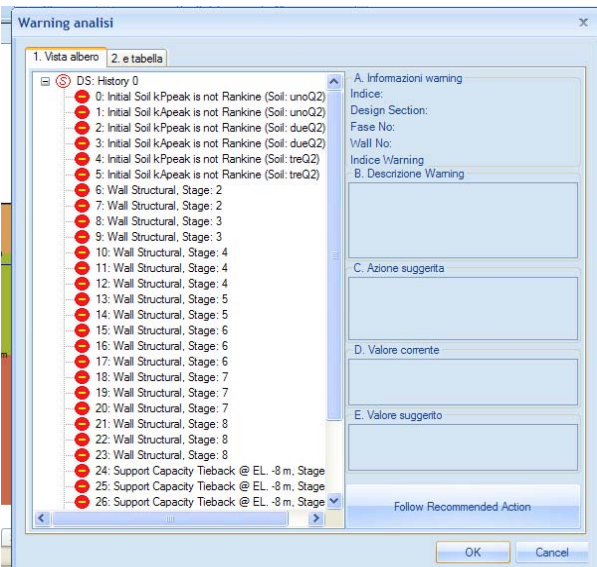 Warning analisi
1. Vista albero
2. e tabella
DS: History 0
0: Initial Soil kPpeak is not Rankine (Soil: unoQ2)
1: Initial Soil kApeak is not Rankine (Soil: unoQ2)
2: Initial Soil kPpeak is not Rankine (Soil: dueQ2)
3: Initial Soil kApeak is not Rankine (Soil: dueQ2)
4: Initial Soil kPpeak is not Rankine (Soil: treQ2)
5: Initial Soil kApeak is not Rankine (Soil: treQ2)
6: Wall Structural, Stage: 2
7: Wall Structural, Stage: 2
8: Wall Structural, Stage: 3
9: Wall Structural, Stage: 3
10: Wall Structural, Stage: 4
11: Wall Structural, Stage: 4
12: Wall Structural, Stage: 4
13: Wall Structural, Stage: 5
14: Wall Structural, Stage: 5
15: Wall Structural, Stage: 6
16: Wall Structural, Stage: 6
17: Wall Structural, Stage: 6
18: Wall Structural, Stage: 7
19: Wall Structural, Stage: 7
20: Wall Structural, Stage: 7
21: Wall Structural, Stage: 8
22: Wall Structural, Stage: 8
23: Wall Structural, Stage: 8
24: Support Capacity Tieback @ EL. -8 m, Stage
25: Support Capacity Tieback @ EL. -8 m, Stage
26: Support Capacity Tieback @ EL. -8 m, Stage
A. Informazioni warning
Indice:
Design Section:
Fase No:
Wall No:
Indice Warning
B. Descrizione Warning
C. Azione suggerita
D. Valore corrente
E. Valore suggerito
Follow Recommended Action
OK
Cancel